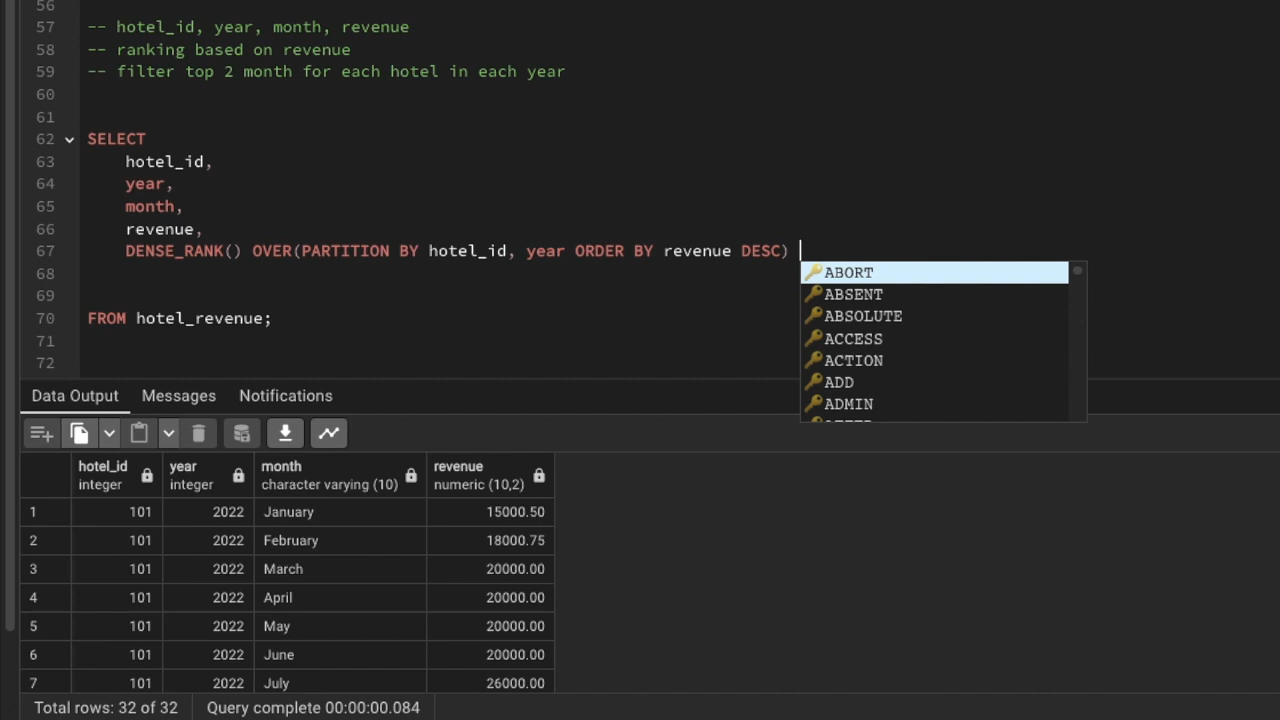 56
57 -- hotel_id, year, month, revenue
58 -- ranking based on revenue
59 -- filter top 2 month for each hotel in each year
60
61
62 SELECT
63 hotel_id,
64 year,
65 month,
66 revenue,
67 DENSE_RANK() OVER(PARTITION BY hotel_id, year ORDER BY revenue DESC)
68
69
70 FROM hotel_revenue;
71
72
ABORT
ABSENT
ABSOLUTE
ACCESS
ACTION
ADD
ADMIN
Data Output Messages Notifications
hotel_id year month revenue
integer integer character varying (10) numeric (10,2)
1 101 2022 January 15000.50
2 101 2022 February 18000.75
3 101 2022 March 20000.00
4 101 2022 April 20000.00
5 101 2022 May 20000.00
6 101 2022 June 20000.00
7 101 2022 July 26000.00
Total rows: 32 of 32 Query complete 00:00:00.084